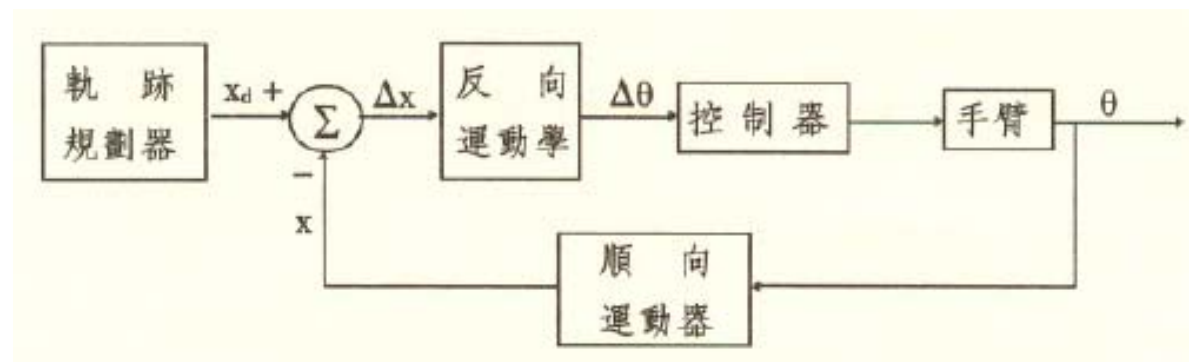 軌跡
規劃器
xd +
Σ
Δx
反向
運動學
Δθ
控制器
手臂
θ
−
x
順向
運動器